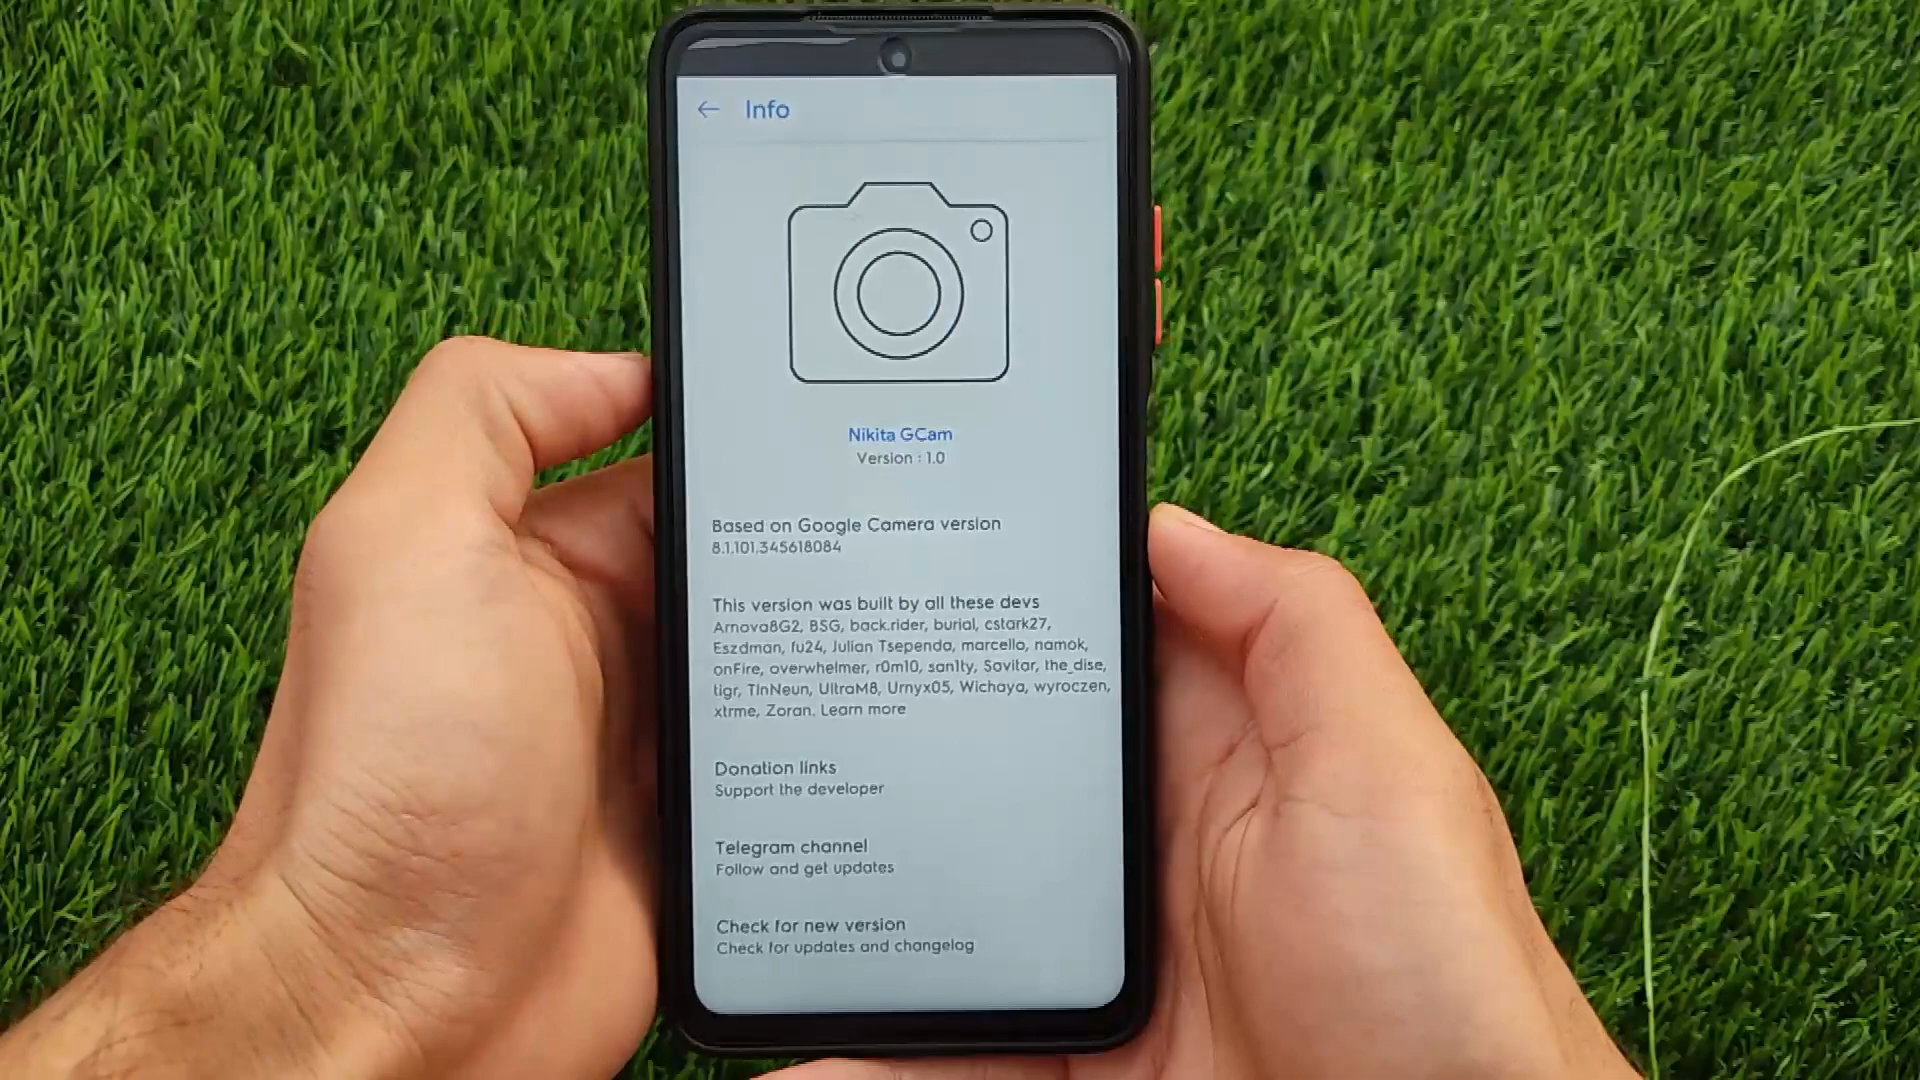 Info
Nikita GCam
Version : 1.0
Based on Google Camera version
8.1.101.345618084
This version was built by all these devs
Arnova8G2, BSG, back.rider, burial, cstark27,
Eszdman, fu24, Julian Tsependa, marcello, namok,
onFire, overwhelmer, r0m10, san1ty, Savitar, the_dise,
tigr, TlnNeun, UltraM8, Urnyx05, Wichaya, wyroczen,
xtrme, Zoran. Learn more
Donation links
Support the developer
Telegram channel
Follow and get updates
Check for new version
Check for updates and changelog